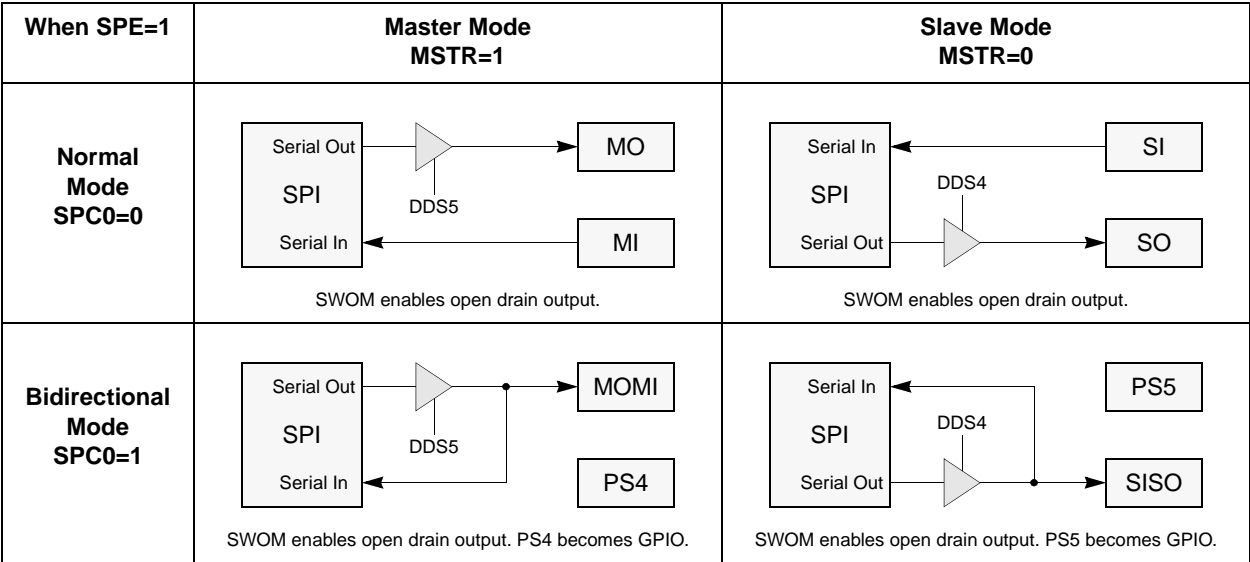 When SPE=1
Master Mode
MSTR=1
Slave Mode
MSTR=0
Normal
Mode
SPC0=0
Serial Out
SPI
Serial In
DDS5
MO
MI
SWOM enables open drain output.
Serial In
SPI
Serial Out
DDS4
SI
SO
SWOM enables open drain output.
Bidirectional
Mode
SPC0=1
Serial Out
SPI
Serial In
DDS5
MOMI
PS4
SWOM enables open drain output. PS4 becomes GPIO.
Serial In
SPI
Serial Out
DDS4
PS5
SISO
SWOM enables open drain output. PS5 becomes GPIO.